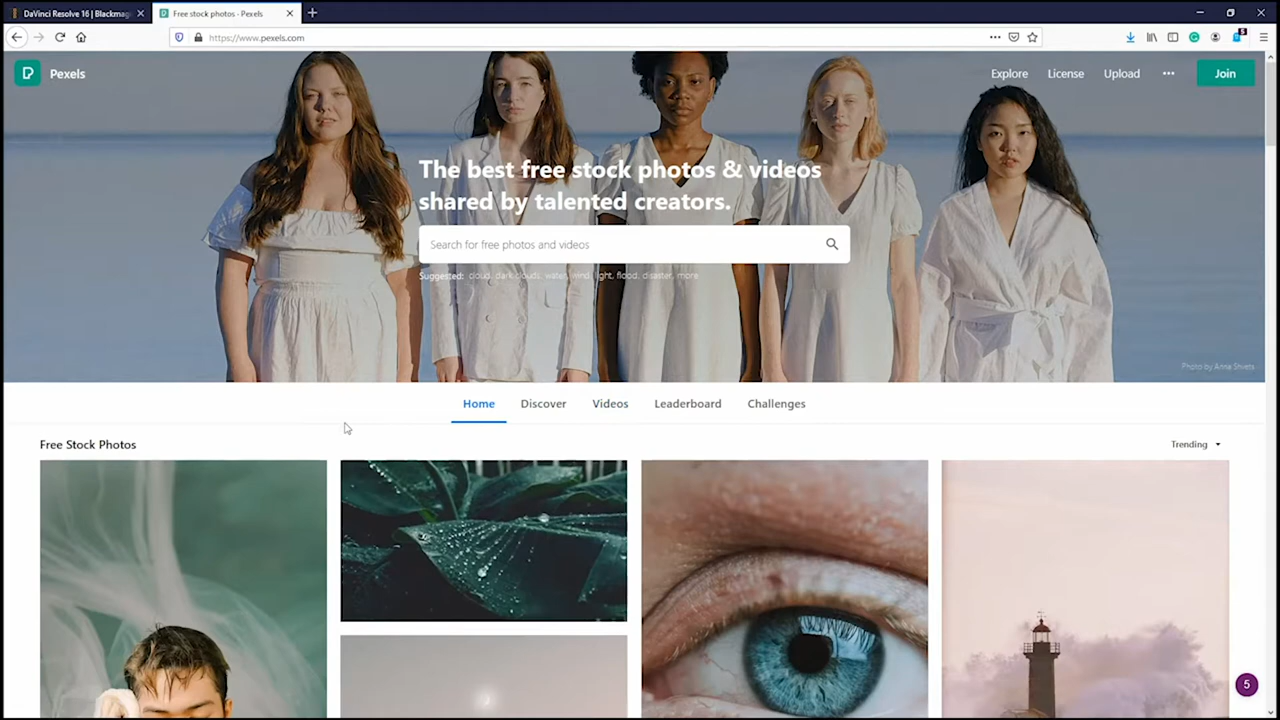 DaVinci Resolve 16 | Blackmag
Free stock photos - Pexels
https://www.pexels.com
5
Pexels
Explore
License
Upload
Join
The best free stock photos & videos
shared by talented creators.
Search for free photos and videos
Suggested: cloud, dark clouds, water, wind, light, flood, disaster, more
Photo by Anna Shvets
Home
Discover
Videos
Leaderboard
Challenges
Free Stock Photos
Trending
5